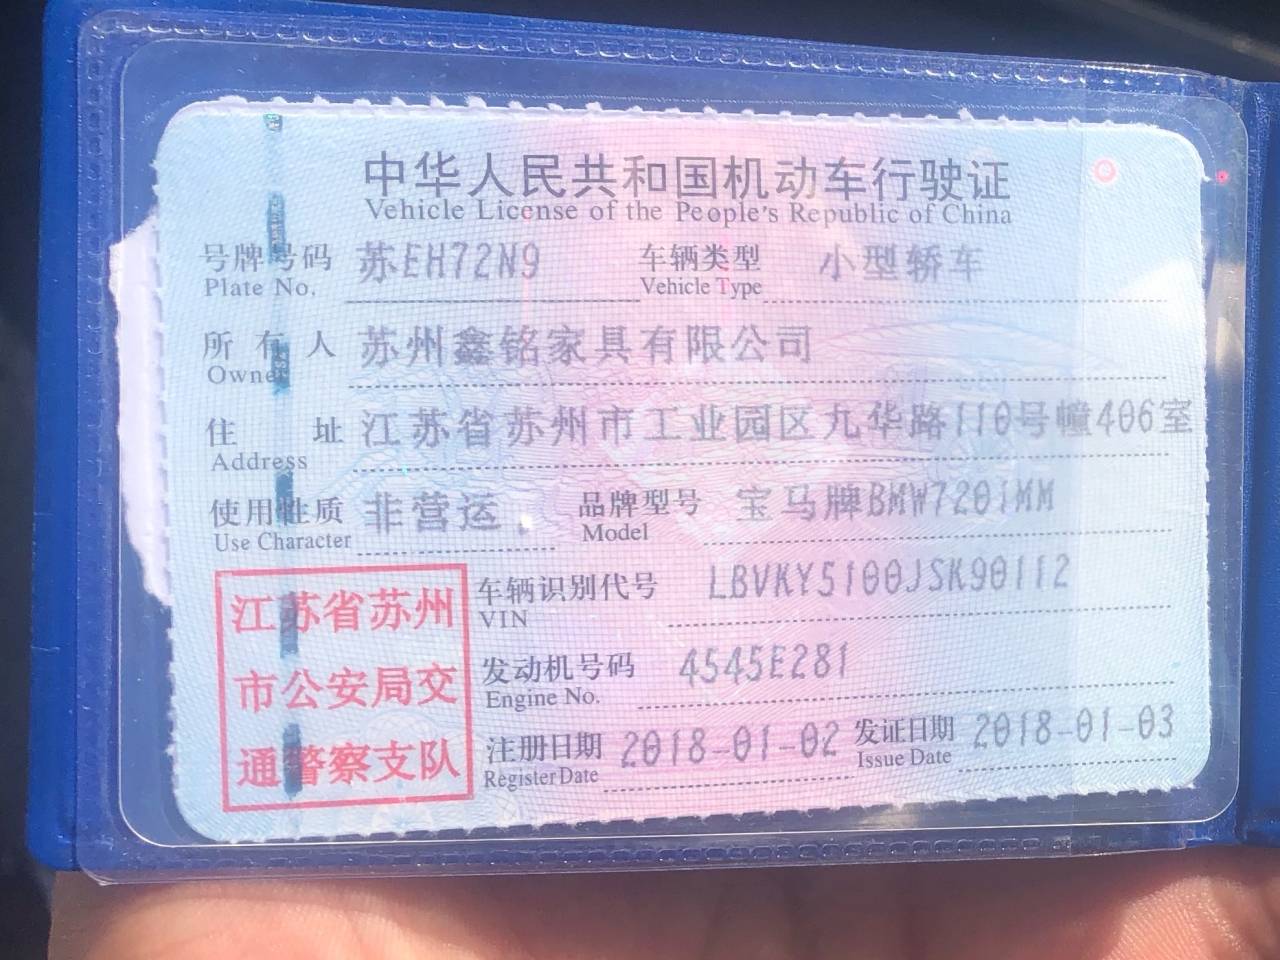 中华人民共和国机动车行驶证
Vehicle License of the People's Republic of China
号牌号码 苏EH72N9 车辆类型 小型轿车
Plate No. Vehicle Type
所有人 苏州鑫铭家具有限公司
Owner
住址 江苏省苏州市工业园区九华路110号幢406室
Address
使用性质 非营运 品牌型号 宝马牌BMW7201MM
Use Character Model
江苏省苏州 车辆识别代号 LBVKY5100JSK90112
VIN
市公安局交 发动机号码 4545E281
Engine No.
通警察支队 注册日期 2018-01-02 发证日期 2018-01-03
Register Date Issue Date